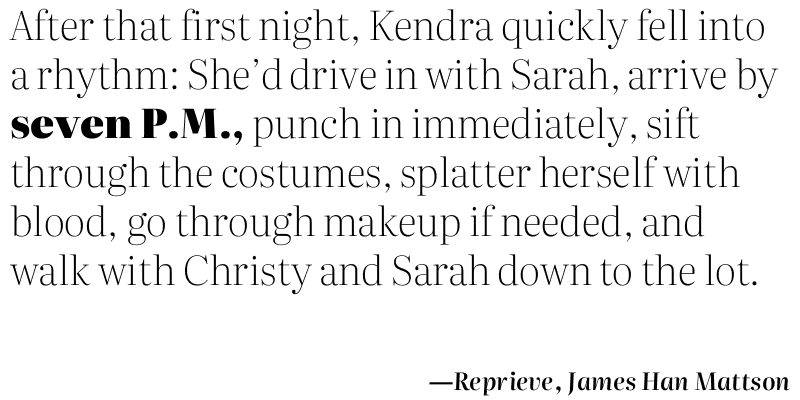 After that first night, Kendra quickly fell into
a rhythm: She’d drive in with Sarah, arrive by
seven P.M., punch in immediately, sift
through the costumes, splatter herself with
blood, go through makeup if needed, and
walk with Christy and Sarah down to the lot.
—Reprieve, James Han Mattson